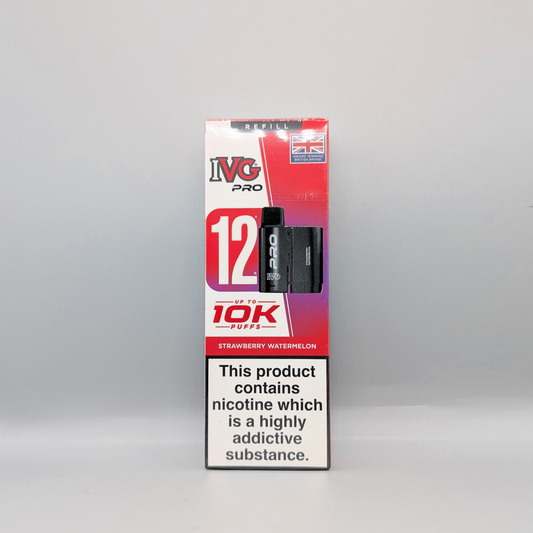 REFILL
IVG
PRO
12
PRO
IVG
UP TO
10K
PUFFS
STRAWBERRY WATERMELON
This product
contains
nicotine which
is a highly
addictive
substance.